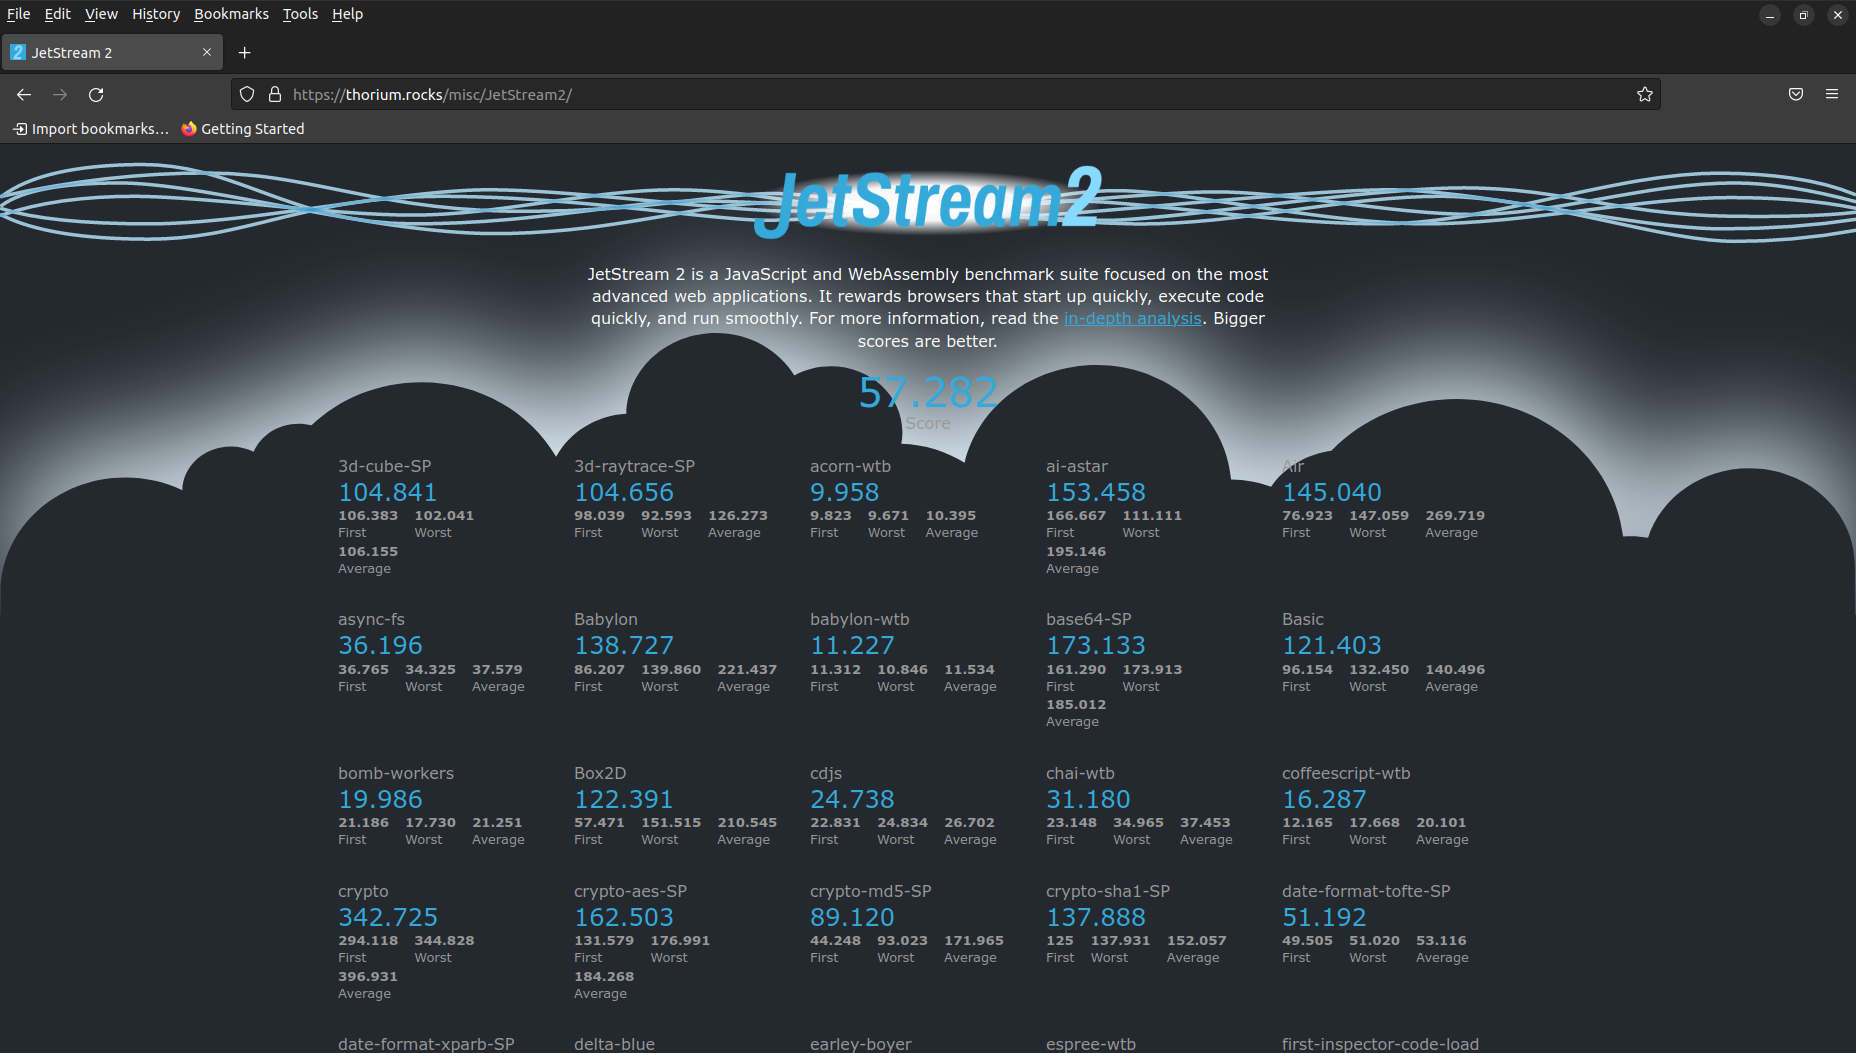 File Edit View History Bookmarks Tools Help
JetStream 2
https://thorium.rocks/misc/JetStream2/
Import bookmarks... Getting Started
JetStream2
JetStream 2 is a JavaScript and WebAssembly benchmark suite focused on the most
advanced web applications. It rewards browsers that start up quickly, execute code
quickly, and run smoothly. For more information, read the in-depth analysis. Bigger
scores are better.
57.282
Score
3d-cube-SP 3d-raytrace-SP acorn-wtb ai-astar Air
104.841 104.656 9.958 153.458 145.040
106.383 102.041 98.039 92.593 126.273 9.823 9.671 10.395 166.667 111.111 76.923 147.059 269.719
First Worst First Worst Average First Worst Average First Worst First Worst Average
106.155 195.146
Average Average
async-fs Babylon babylon-wtb base64-SP Basic
36.196 138.727 11.227 173.133 121.403
36.765 34.325 37.579 86.207 139.860 221.437 11.312 10.846 11.534 161.290 173.913 96.154 132.450 140.496
First Worst Average First Worst Average First Worst Average First Worst First Worst Average
185.012
Average
bomb-workers Box2D cdjs chai-wtb coffeescript-wtb
19.986 122.391 24.738 31.180 16.287
21.186 17.730 21.251 57.471 151.515 210.545 22.831 24.834 26.702 23.148 34.965 37.453 12.165 17.668 20.101
First Worst Average First Worst Average First Worst Average First Worst Average First Worst Average
crypto crypto-aes-SP crypto-md5-SP crypto-sha1-SP date-format-tofte-SP
342.725 162.503 89.120 137.888 51.192
294.118 344.828 131.579 176.991 44.248 93.023 171.965 125 137.931 152.057 49.505 51.020 53.116
First Worst First Worst First Worst Average First Worst Average First Worst Average
396.931 184.268
Average Average
date-format-xparb-SP delta-blue earley-boyer espree-wtb first-inspector-code-load